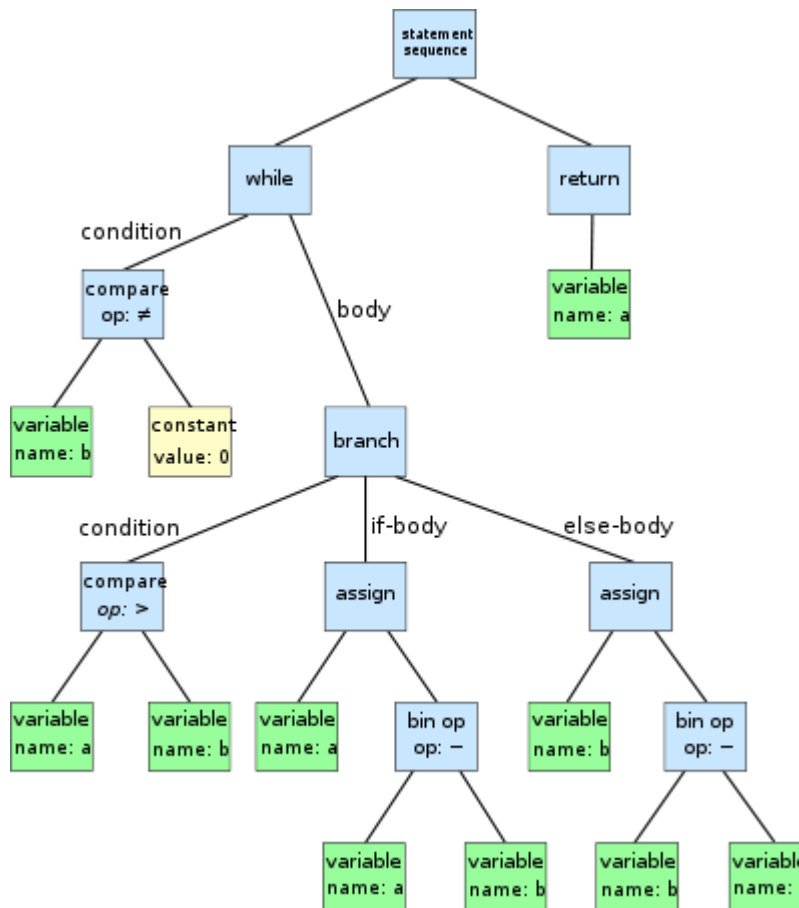 statement
sequence
while
return
condition
compare
op: ≠
body
variable
name: a
variable
name: b
constant
value: 0
branch
condition
if-body
else-body
compare
op: >
assign
assign
variable
name: a
variable
name: b
variable
name: a
bin op
op: −
variable
name: b
bin op
op: −
variable
name: a
variable
name: b
variable
name: b
variable
name: